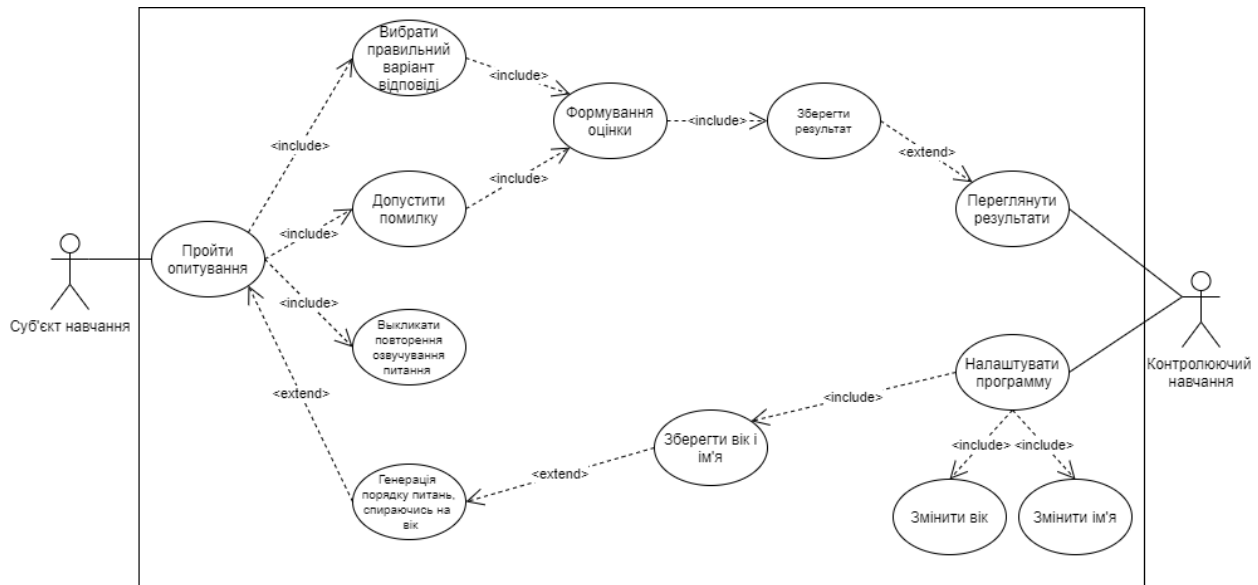 Вибрати
правильний
варіант
відповіді
<include>
Формування
оцінки
<include>
Зберегти
результат
<include>
<extend>
Допустити
помилку
<include>
Переглянути
результати
Пройти
опитування
<include>
Суб'єкт навчання
<include>
Выкликати
повторення
озвучування
питання
Налаштувати
программу
Контролюючий
навчання
<extend>
<include>
Зберегти вік і
ім'я
<include>
<include>
<extend>
Генерація
порядку питань,
спираючись на
вік
Змінити вік
Змінити ім'я